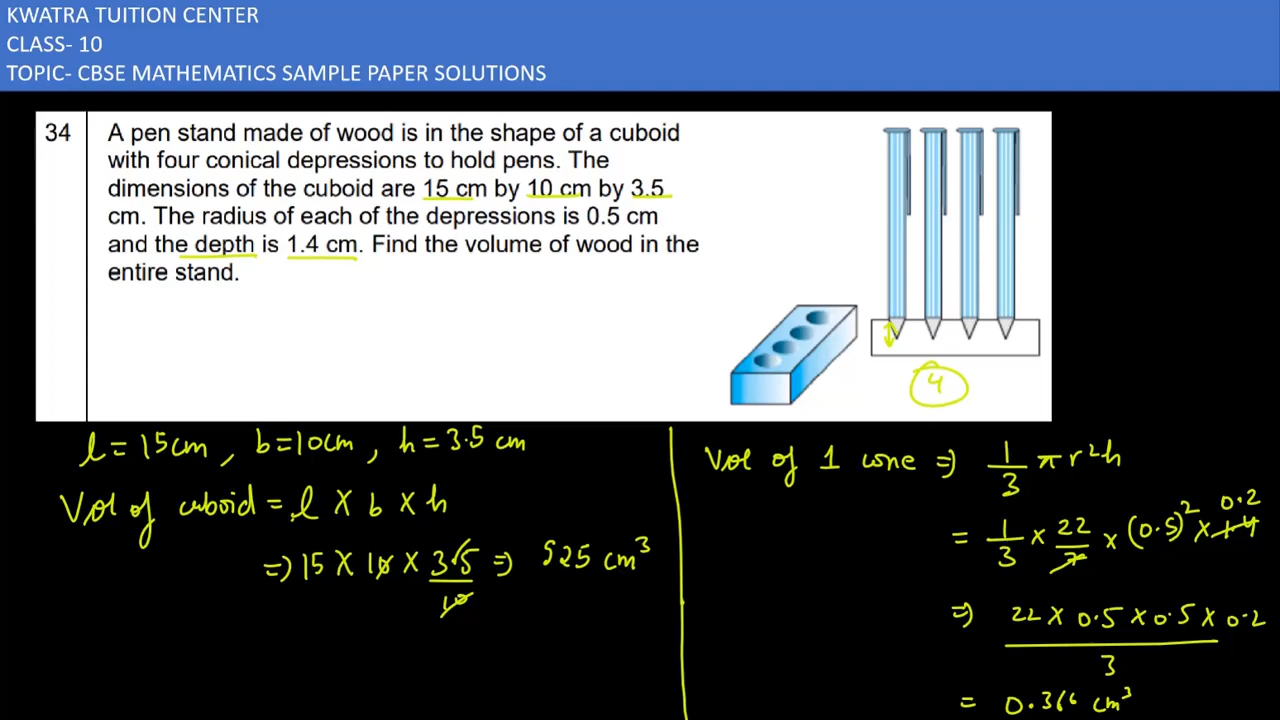 KWATRA TUITION CENTER
CLASS- 10
TOPIC- CBSE MATHEMATICS SAMPLE PAPER SOLUTIONS
34
A pen stand made of wood is in the shape of a cuboid
with four conical depressions to hold pens. The
dimensions of the cuboid are 15 cm by 10 cm by 3.5
cm. The radius of each of the depressions is 0.5 cm
and the depth is 1.4 cm. Find the volume of wood in the
entire stand.
4
l = 15cm , b=10cm , h = 3.5 cm
Vol of cuboid = l X b X h
=> 15 X 10 X 35/10 => 525 cm³
Vol of 1 cone => 1/3 π r²h
0.2
= 1/3 × 22/7 × (0.5)² × 1.4
=> 22 X 0.5 X 0.5 X 0.2
3
= 0.366 cm³